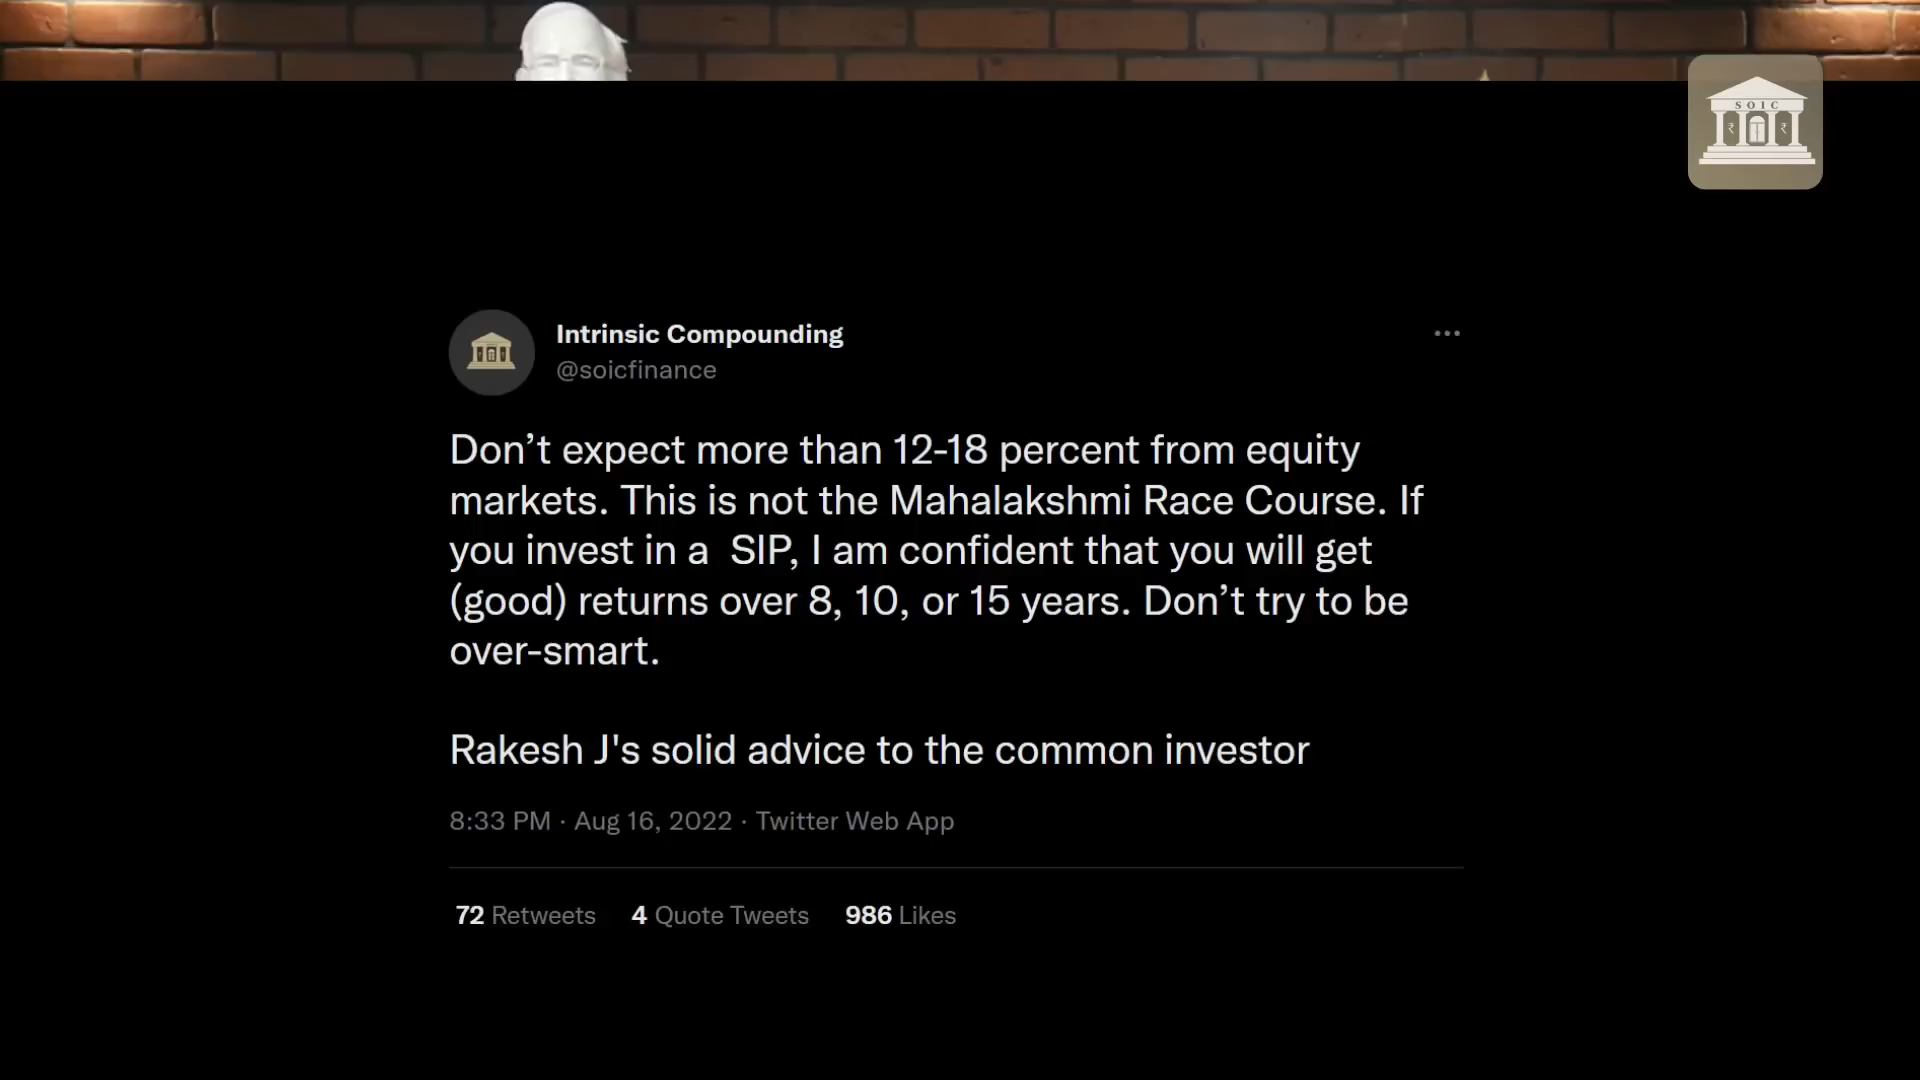 SOIC
₹ ₹
Intrinsic Compounding
@soicfinance
Don’t expect more than 12-18 percent from equity
markets. This is not the Mahalakshmi Race Course. If
you invest in a  SIP, I am confident that you will get
(good) returns over 8, 10, or 15 years. Don’t try to be
over-smart.
Rakesh J's solid advice to the common investor
8:33 PM · Aug 16, 2022 · Twitter Web App
72 Retweets 4 Quote Tweets 986 Likes